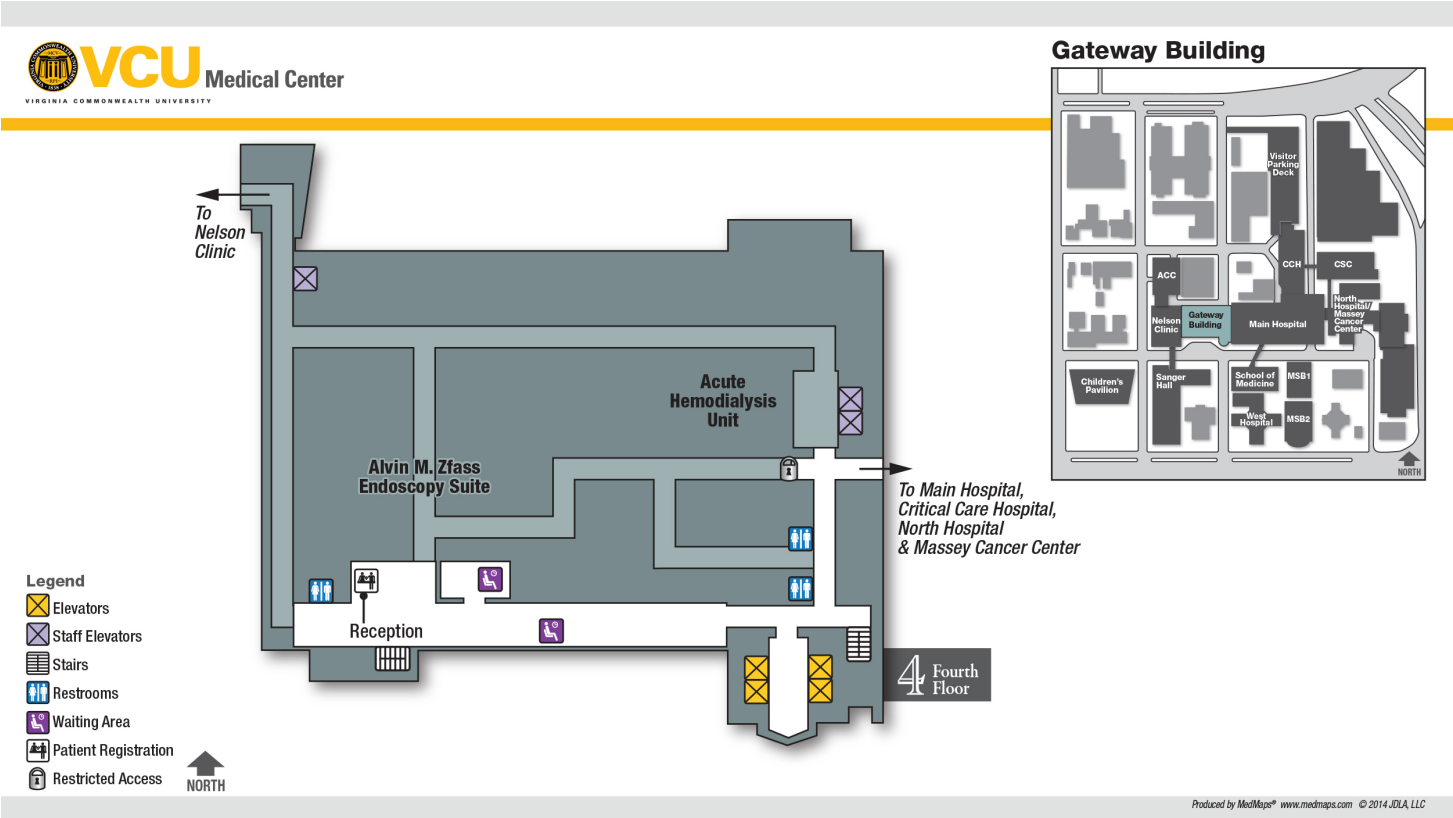 VCU Medical Center
VIRGINIA COMMONWEALTH UNIVERSITY
Gateway Building
Visitor
Parking
Deck
CCH
CSC
ACC
Nelson
Clinic
Gateway
Building
Main Hospital
North
Hospital/
Massey
Cancer
Center
Children's
Pavilion
Sanger
Hall
School of
Medicine
MSB1
West
Hospital
MSB2
NORTH
To
Nelson
Clinic
Acute
Hemodialysis
Unit
Alvin M. Zfass
Endoscopy Suite
To Main Hospital,
Critical Care Hospital,
North Hospital
& Massey Cancer Center
Reception
4 Fourth
Floor
Legend
Elevators
Staff Elevators
Stairs
Restrooms
Waiting Area
Patient Registration
Restricted Access
NORTH
Produced by MedMaps® www.medmaps.com © 2014 JDLA, LLC